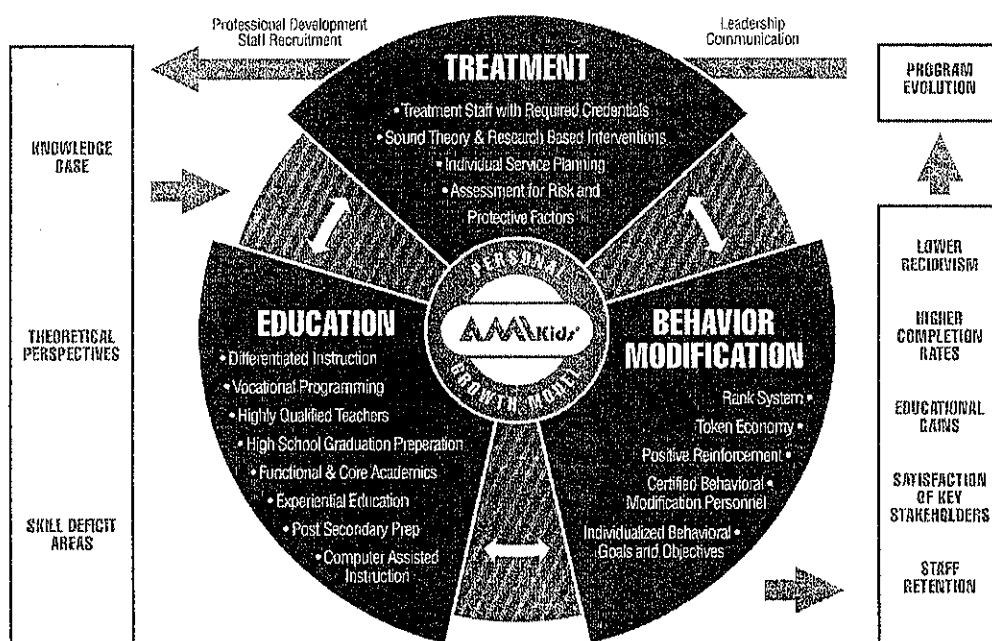 Professional Development
Staff Recruitment
Leadership
Communication
KNOWLEDGE
BASE
THEORETICAL
PERSPECTIVES
SKILL DEFICIT
AREAS
TREATMENT
• Treatment Staff with Required Credentials
• Sound Theory & Research Based Interventions
• Individual Service Planning
• Assessment for Risk and
Protective Factors
PERSONAL
AMIKids®
GROWTH MODEL
EDUCATION
• Differentiated Instruction
• Vocational Programming
• Highly Qualified Teachers
• High School Graduation Preparation
• Functional & Core Academics
• Experiential Education
• Post Secondary Prep
• Computer Assisted
Instruction
BEHAVIOR
MODIFICATION
Rank System •
Token Economy •
Positive Reinforcement •
Certified Behavioral •
Modification Personnel
Individualized Behavioral •
Goals and Objectives
PROGRAM
EVOLUTION
LOWER
RECIDIVISM
HIGHER
COMPLETION
RATES
EDUCATIONAL
GAINS
SATISFACTION
OF KEY
STAKEHOLDERS
STAFF
RETENTION